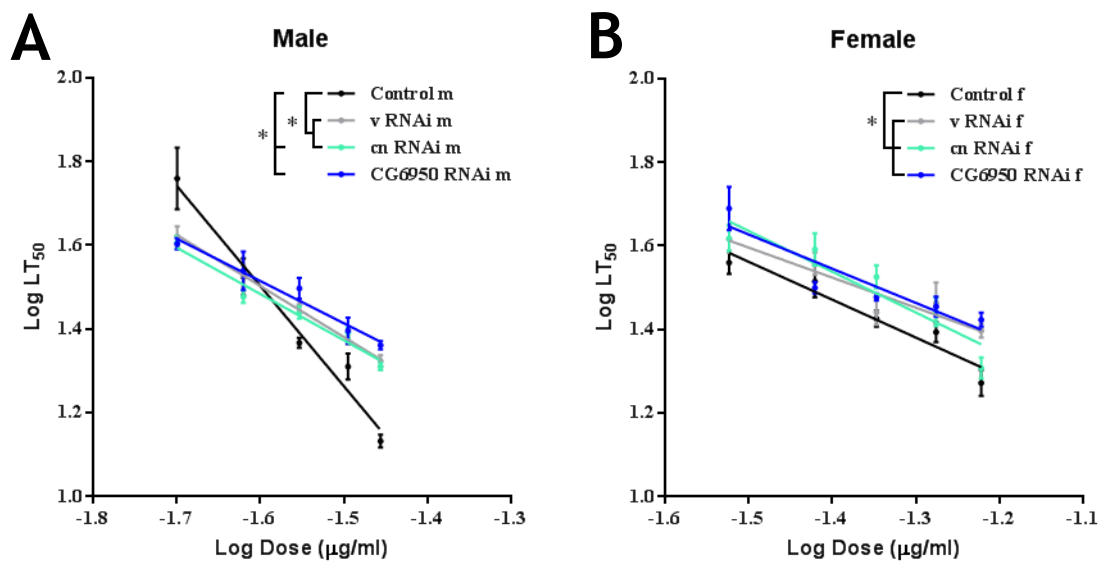 A
Male
2.0
1.8
1.6
1.4
1.2
1.0
Log LT50
-1.8
-1.7
-1.6
-1.5
-1.4
-1.3
Log Dose (µg/ml)
*
*
Control m
v RNAi m
cn RNAi m
CG6950 RNAi m
B
Female
2.0
1.8
1.6
1.4
1.2
1.0
Log LT50
-1.6
-1.5
-1.4
-1.3
-1.2
-1.1
Log Dose (µg/ml)
*
Control f
v RNAi f
cn RNAi f
CG6950 RNAi f